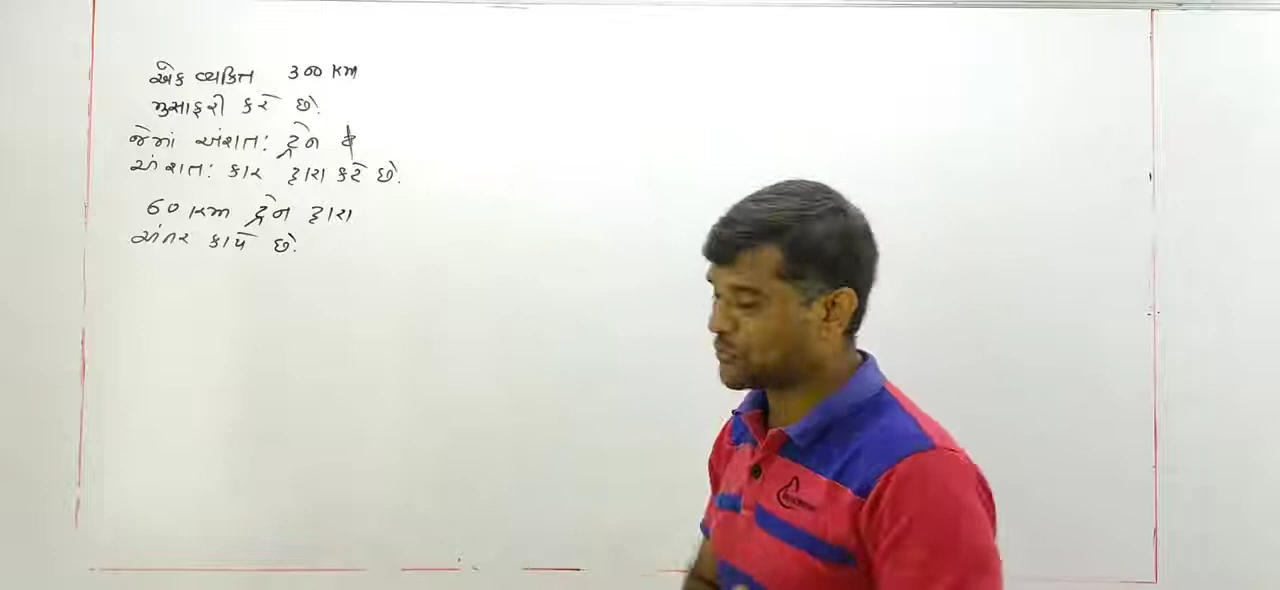 એક વ્યકિત 300 Km
મુસાફરી કરે છે.
જેમાં અંશત: ટ્રેન
અંશત: કાર દ્વારા કરે છે.
60 Km ટ્રેન દ્વારા
અંતર કાપે છે.